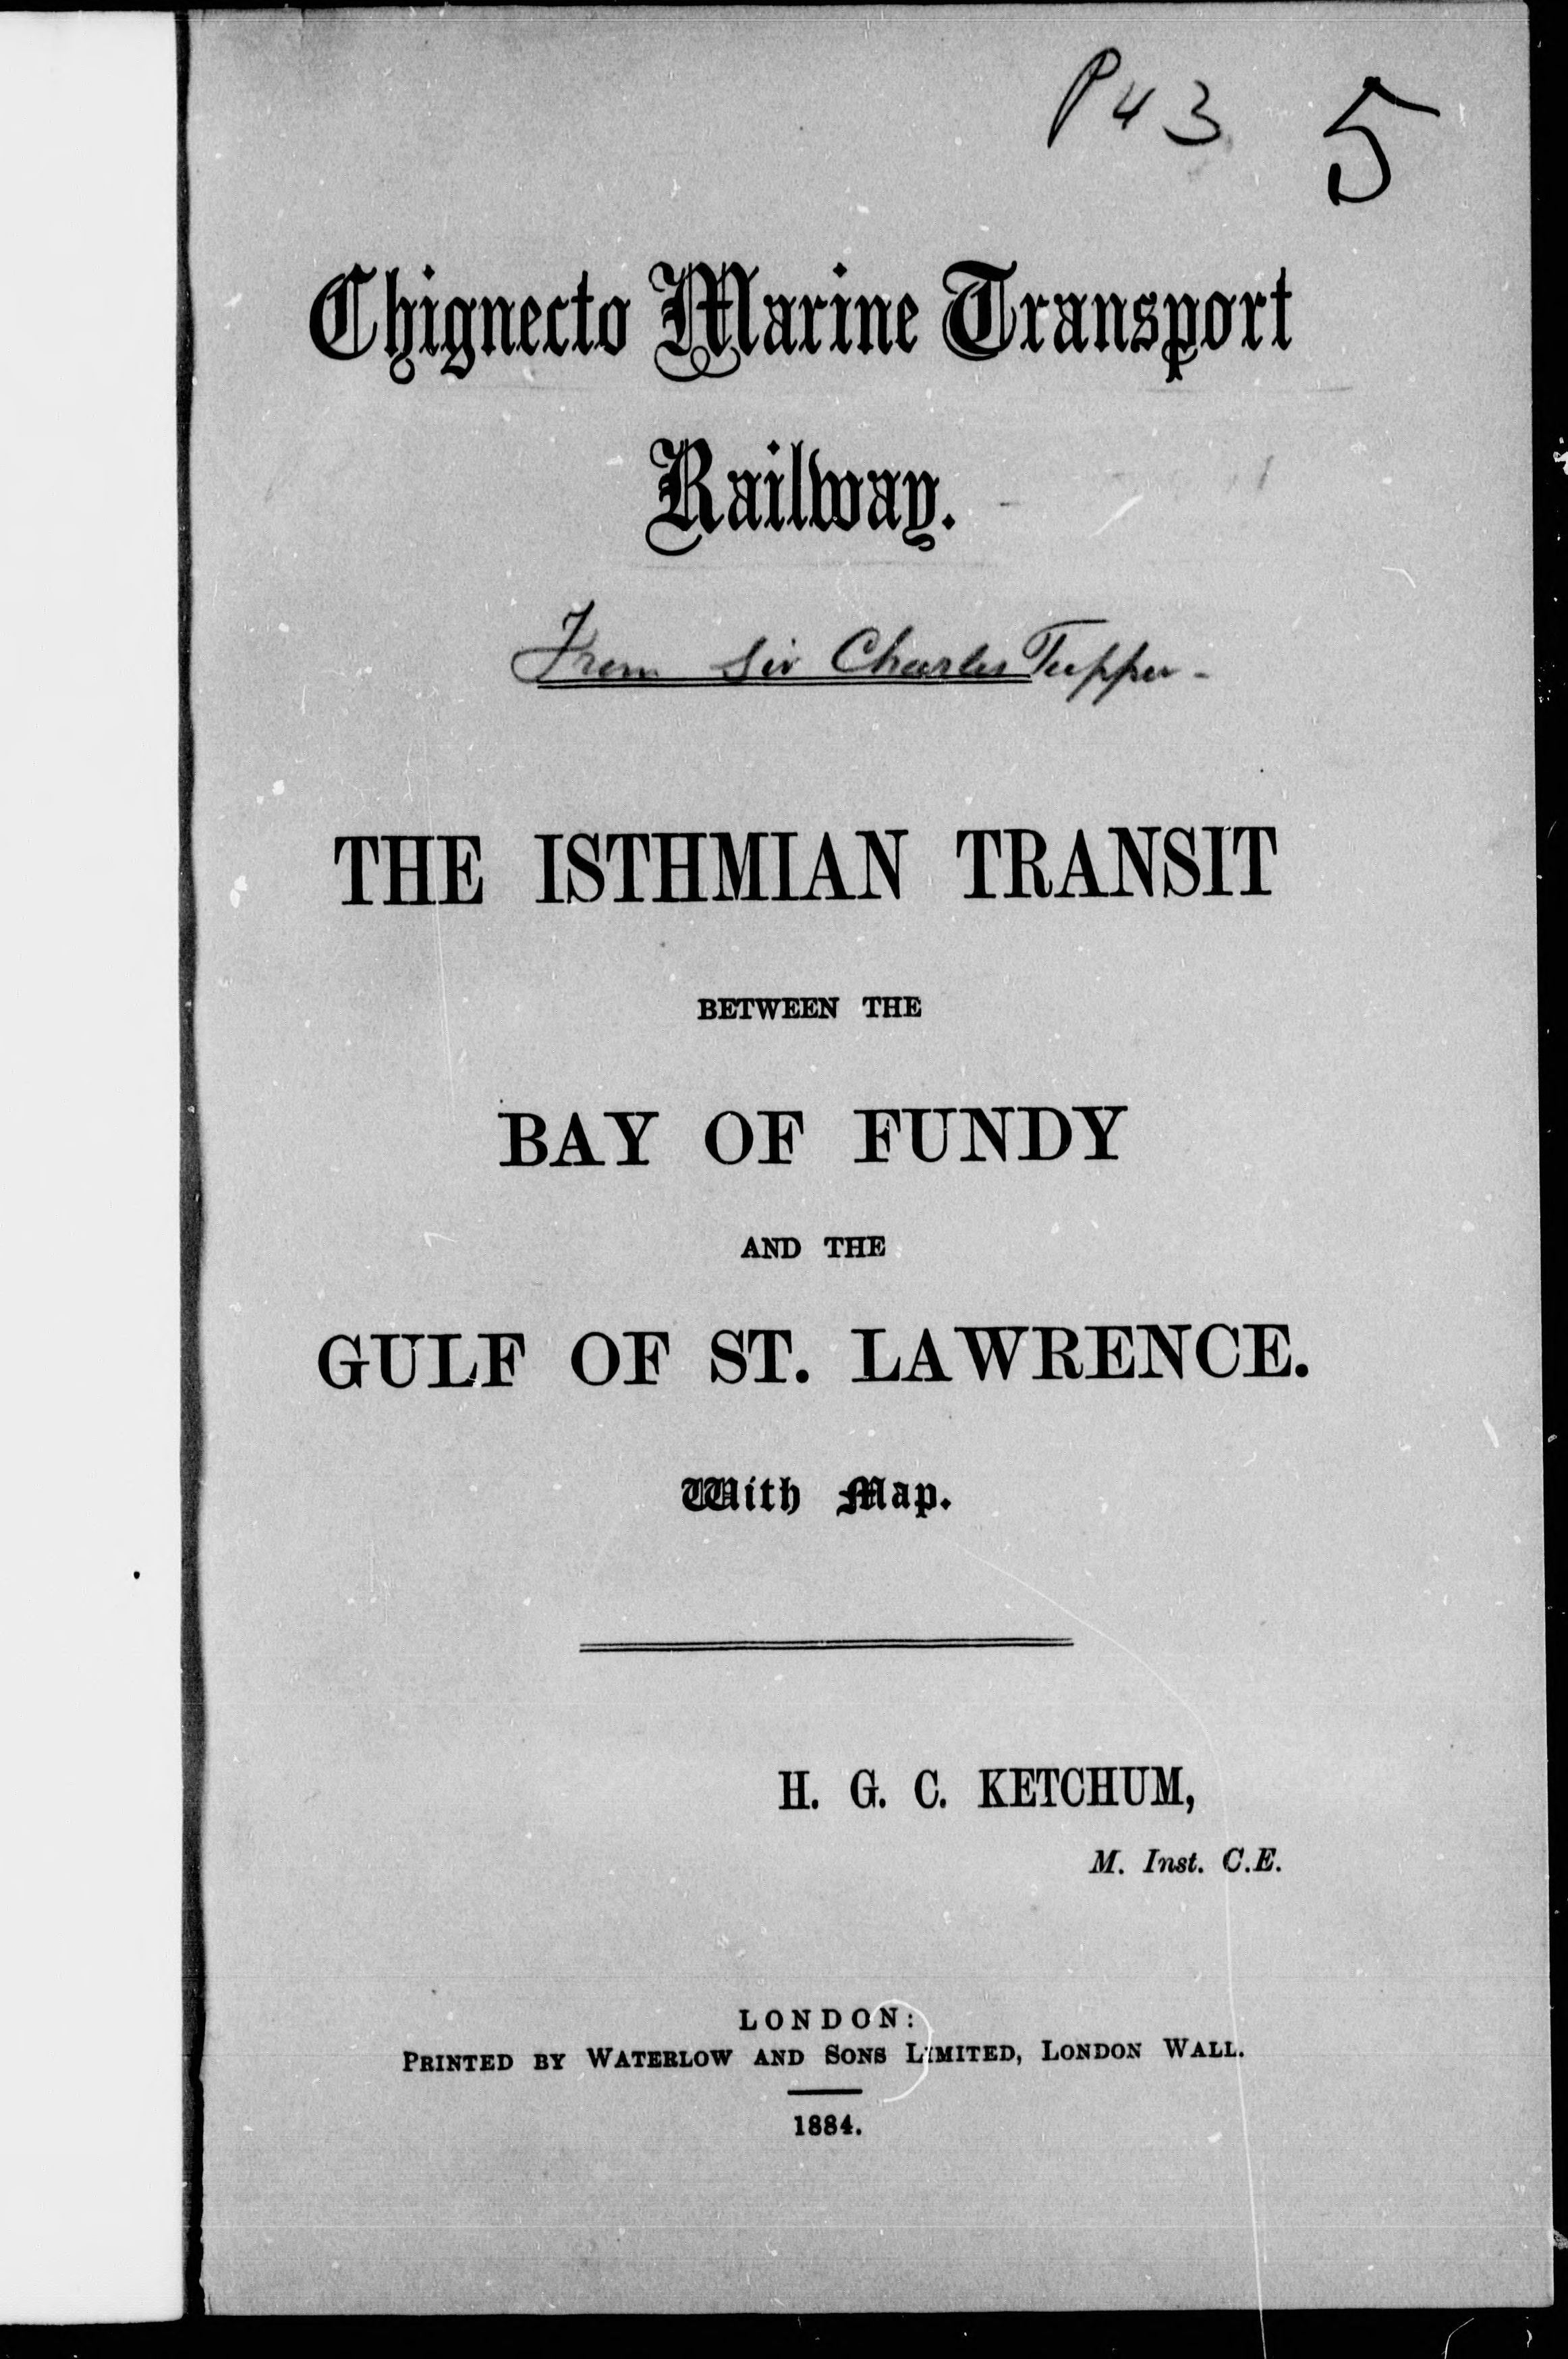 P 43 5
Chignecto Marine Transport
Railway.
From Sir Charles Tupper -
THE ISTHMIAN TRANSIT
BETWEEN THE
BAY OF FUNDY
AND THE
GULF OF ST. LAWRENCE.
With Map.
H. G. C. KETCHUM,
M. Inst. C.E.
LONDON:
PRINTED BY WATERLOW AND SONS LIMITED, LONDON WALL.
1884.